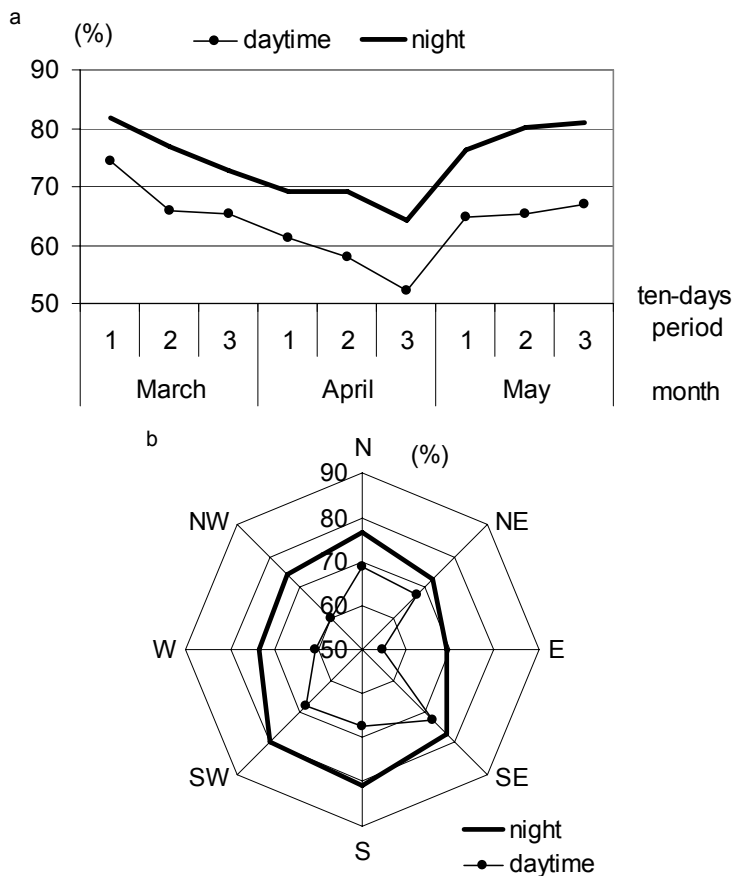 a
(%)
daytime night
90
80
70
60
50
1 2 3 1 2 3 1 2 3
ten-days
period
March April May
month
b
N
(%)
90
80
70
60
50
NW
NE
W
E
SW
SE
S
night
daytime